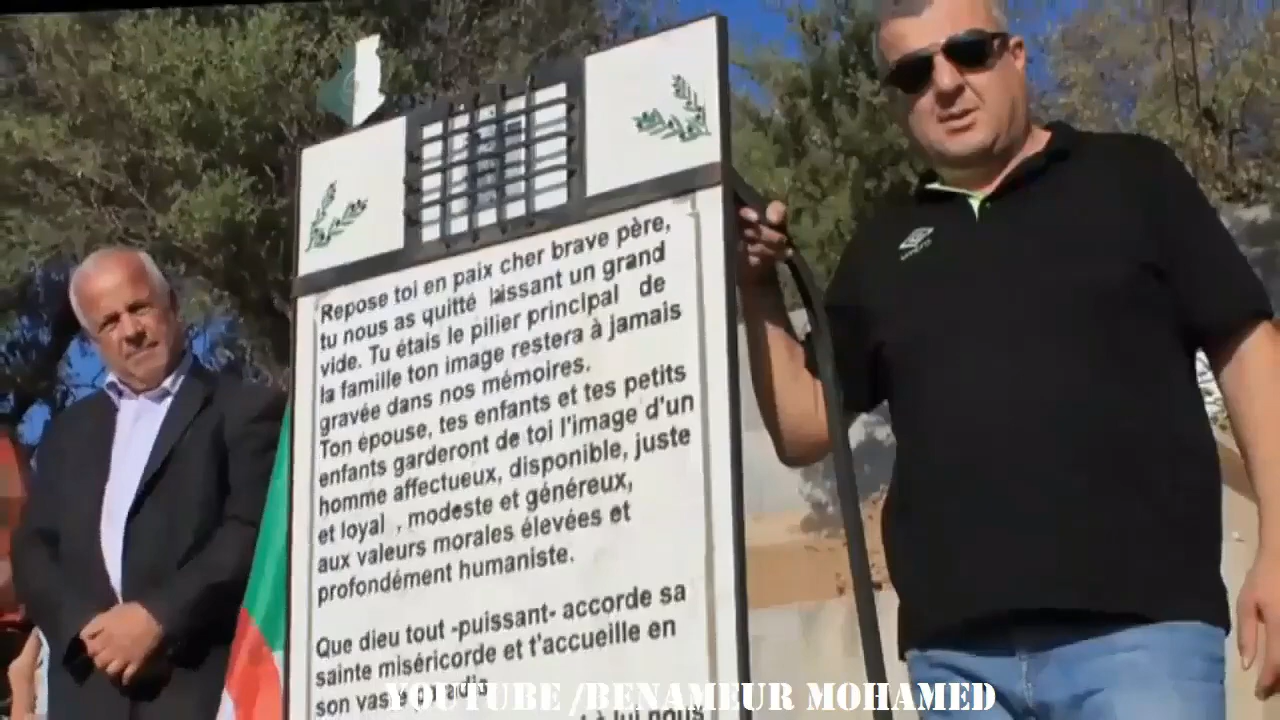 Repose toi en paix cher brave père,
tu nous as quitté laissant un grand
vide. Tu étais le pilier principal de
la famille ton image restera à jamais
gravée dans nos mémoires.
Ton épouse, tes enfants et tes petits
enfants garderont de toi l'image d'un
homme affectueux, disponible, juste
et loyal , modeste et généreux,
aux valeurs morales élevées et
profondément humaniste.
Que dieu tout -puissant- accorde sa
sainte miséricorde et t'accueille en
son
à lui nous
YOUTUBE /BENAMEUR MOHAMED